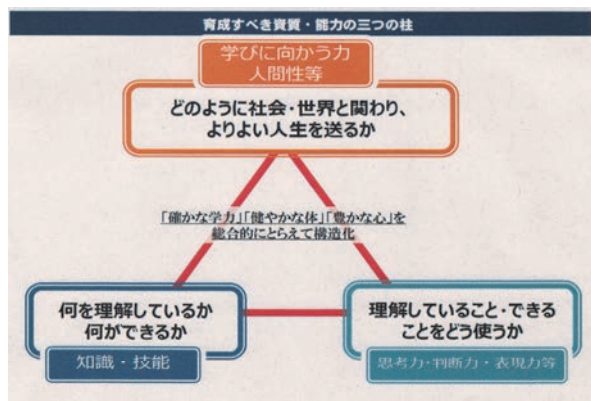 育成すべき資質・能力の三つの柱
学びに向かう力
人間性等
どのように社会・世界と関わり、
よりよい人生を送るか
「確かな学力」「健やかな体」「豊かな心」を
総合的にとらえて構造化
何を理解しているか
何ができるか
知識・技能
理解していること・できる
ことをどう使うか
思考力・判断力・表現力等